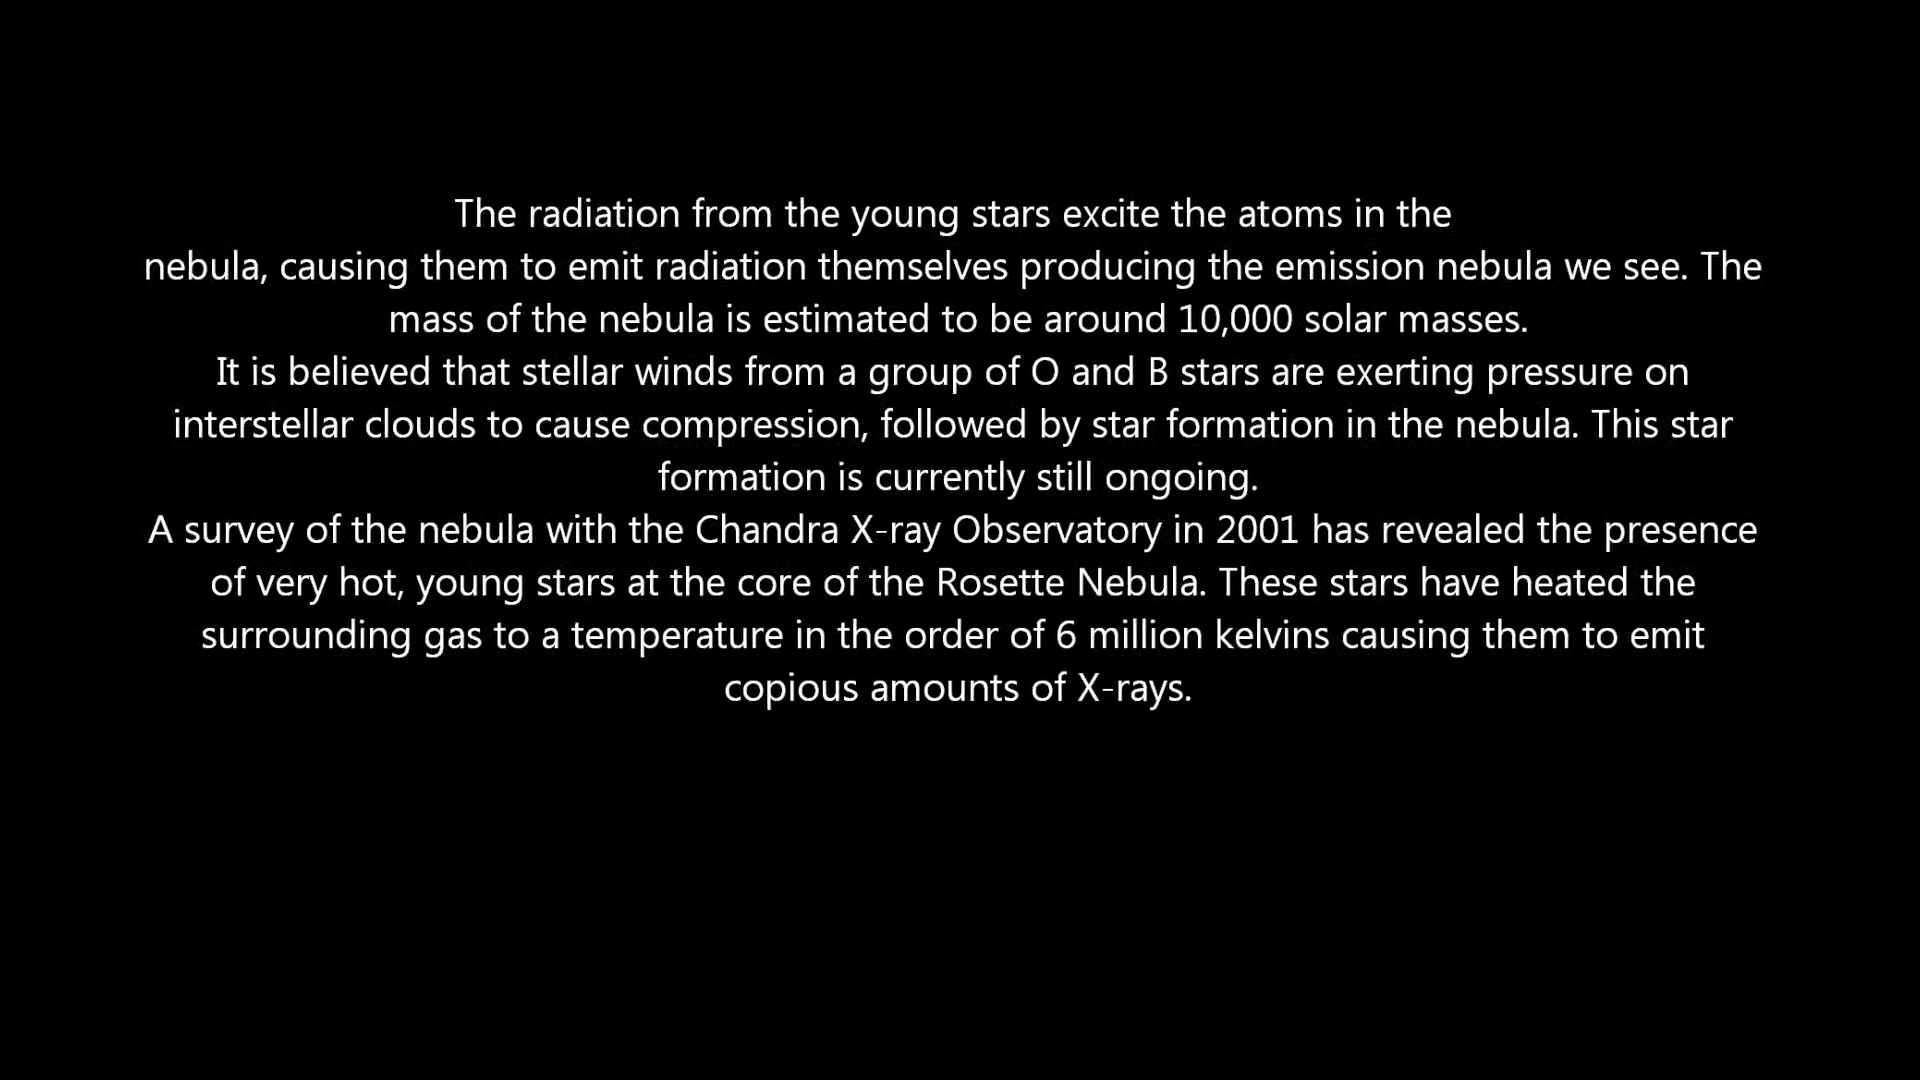 The radiation from the young stars excite the atoms in the
nebula, causing them to emit radiation themselves producing the emission nebula we see. The
mass of the nebula is estimated to be around 10,000 solar masses.
It is believed that stellar winds from a group of O and B stars are exerting pressure on
interstellar clouds to cause compression, followed by star formation in the nebula. This star
formation is currently still ongoing.
A survey of the nebula with the Chandra X-ray Observatory in 2001 has revealed the presence
of very hot, young stars at the core of the Rosette Nebula. These stars have heated the
surrounding gas to a temperature in the order of 6 million kelvins causing them to emit
copious amounts of X-rays.